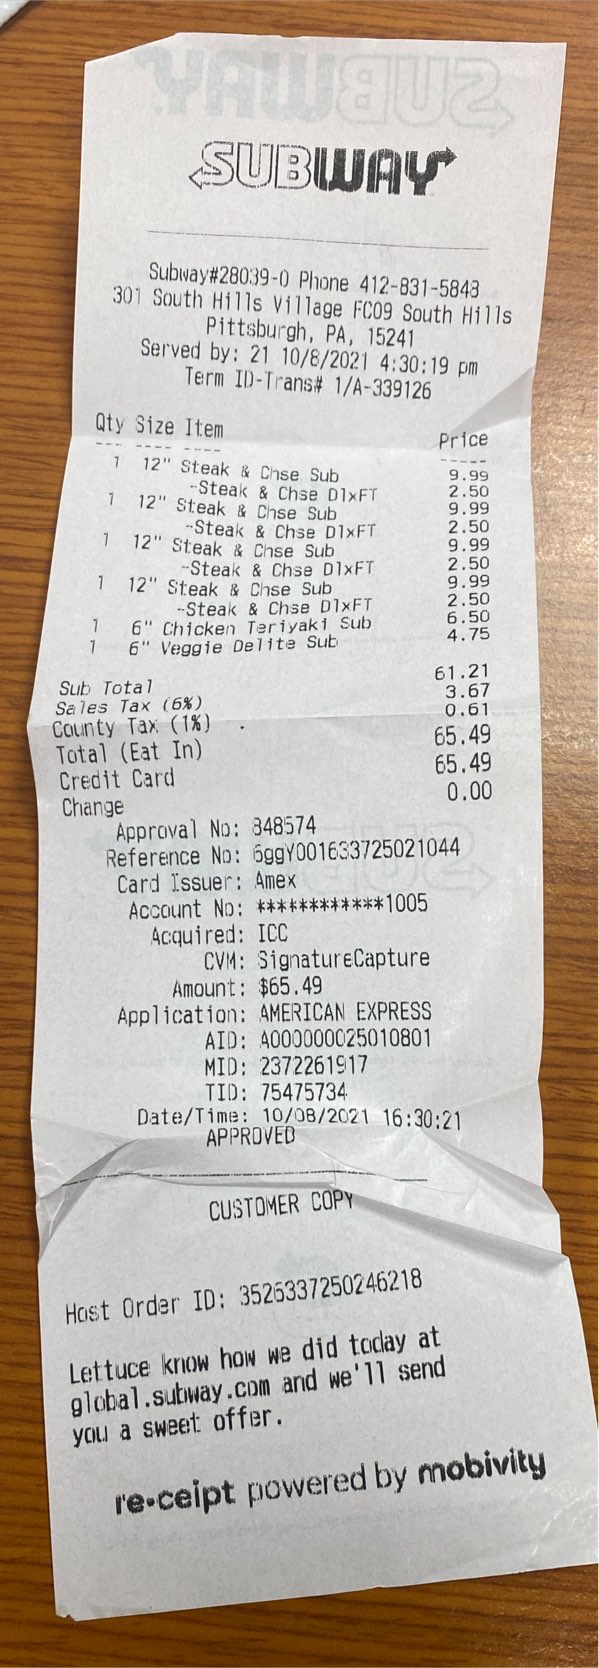 SUBWAY
Subway#28039-0 Phone 412-831-5848
301 South Hills Village FC09 South Hills
Pittsburgh, PA, 15241
Served by: 21 10/8/2021 4:30:19 pm
Term ID-Trans# 1/A-339126
Qty Size Item Price
--- ---- ---- -----
1 12" Steak & Chse Sub 9.99
~Steak & Chse DlxFT 2.50
1 12" Steak & Chse Sub 9.99
~Steak & Chse DlxFT 2.50
1 12" Steak & Chse Sub 9.99
~Steak & Chse DlxFT 2.50
1 12" Steak & Chse Sub 9.99
~Steak & Chse DlxFT 2.50
1 6" Chicken Teriyaki Sub 6.50
1 6" Veggie Delite Sub 4.75
Sub Total 61.21
Sales Tax (6%) 3.67
County Tax (1%) 0.61
Total (Eat In) 65.49
Credit Card 65.49
Change 0.00
Approval No: 848574
Reference No: 6ggY001633725021044
Card Issuer: Amex
Account No: ************1005
Acquired: ICC
CVM: SignatureCapture
Amount: $65.49
Application: AMERICAN EXPRESS
AID: A000000025010801
MID: 2372261917
TID: 75475734
Date/Time: 10/08/2021 16:30:21
APPROVED
CUSTOMER COPY
Host Order ID: 3526337250246218
Lettuce know how we did today at
global.subway.com and we'll send
you a sweet offer.
re•ceipt powered by mobivity